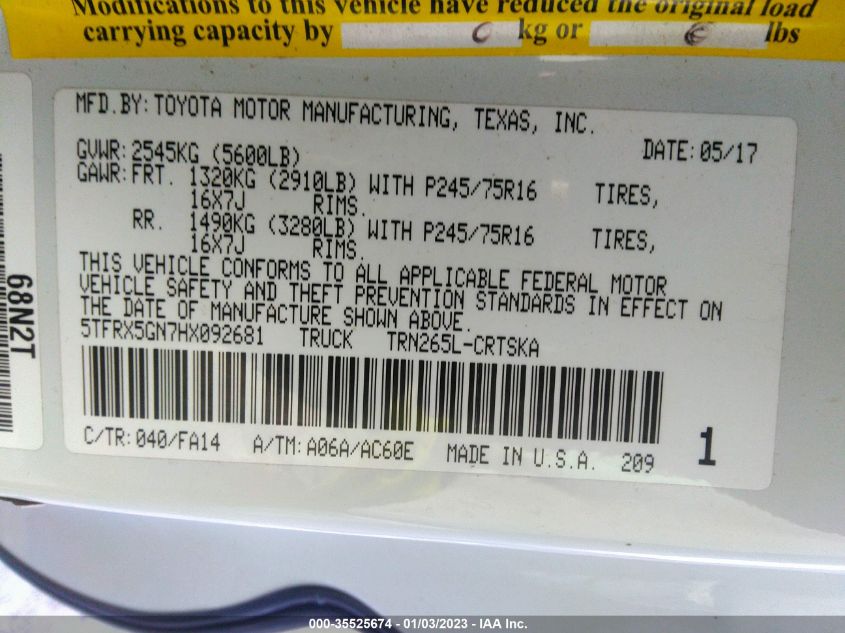 Modifications to this vehicle have reduced the original load
carrying capacity by 0 kg or 0 lbs
MFD.BY:TOYOTA MOTOR MANUFACTURING, TEXAS, INC.
GVWR:2545KG (5600LB) DATE:05/17
GAWR:FRT. 1320KG (2910LB) WITH P245/75R16 TIRES,
16X7J RIMS.
RR. 1490KG (3280LB) WITH P245/75R16 TIRES,
16X7J RIMS.
THIS VEHICLE CONFORMS TO ALL APPLICABLE FEDERAL MOTOR
VEHICLE SAFETY AND THEFT PREVENTION STANDARDS IN EFFECT ON
THE DATE OF MANUFACTURE SHOWN ABOVE.
5TFRX5GN7HX092681 TRUCK TRN265L-CRTSKA
C/TR:040/FA14 A/TM:A06A/AC60E MADE IN U.S.A. 209
1
68N2T
000-35525674 - 01/03/2023 - IAA Inc.